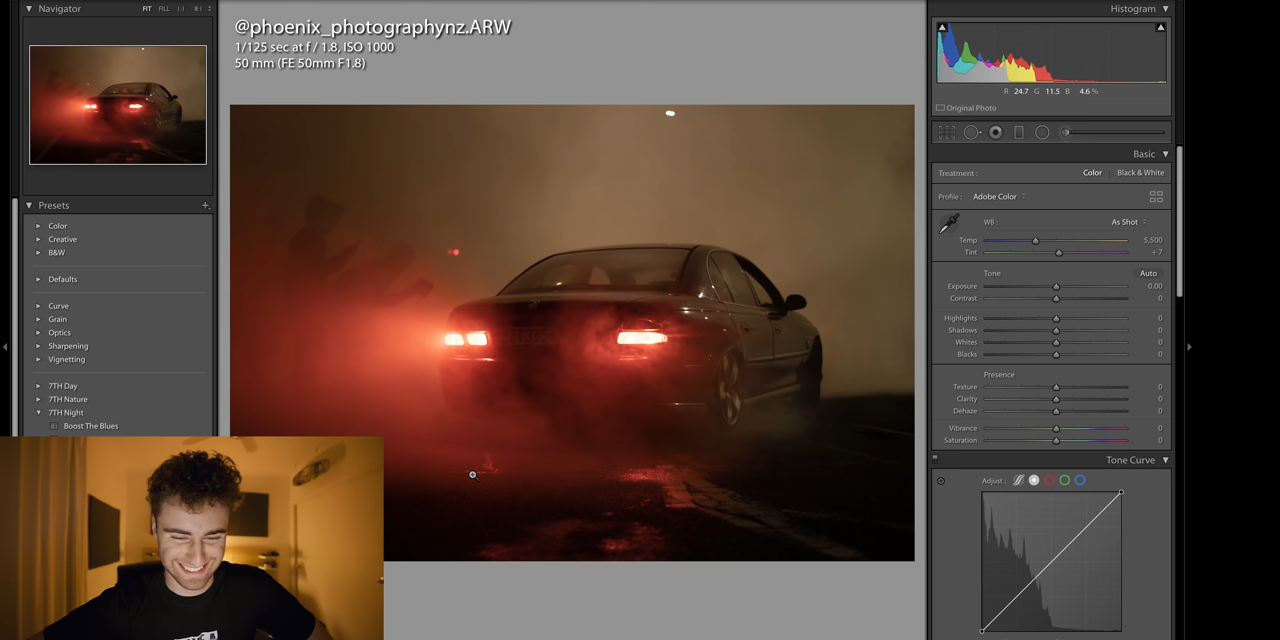 Navigator
FIT FILL 1:1
@phoenix_photographynz.ARW
1/125 sec at f / 1.8, ISO 1000
50 mm (FE 50mm F1.8)
Presets
Color
Creative
B&W
Defaults
Curve
Grain
Optics
Sharpening
Vignetting
7TH Day
7TH Nature
7TH Night
Boost The Blues
Histogram
R 24.7 G 11.5 B 4.6 %
Original Photo
Basic
Treatment : Color Black & White
Profile : Adobe Color
WB : As Shot
Temp 5,500
Tint + 7
Tone Auto
Exposure 0.00
Contrast 0
Highlights 0
Shadows 0
Whites 0
Blacks 0
Presence
Texture 0
Clarity 0
Dehaze 0
Vibrance 0
Saturation 0
Tone Curve
Adjust :